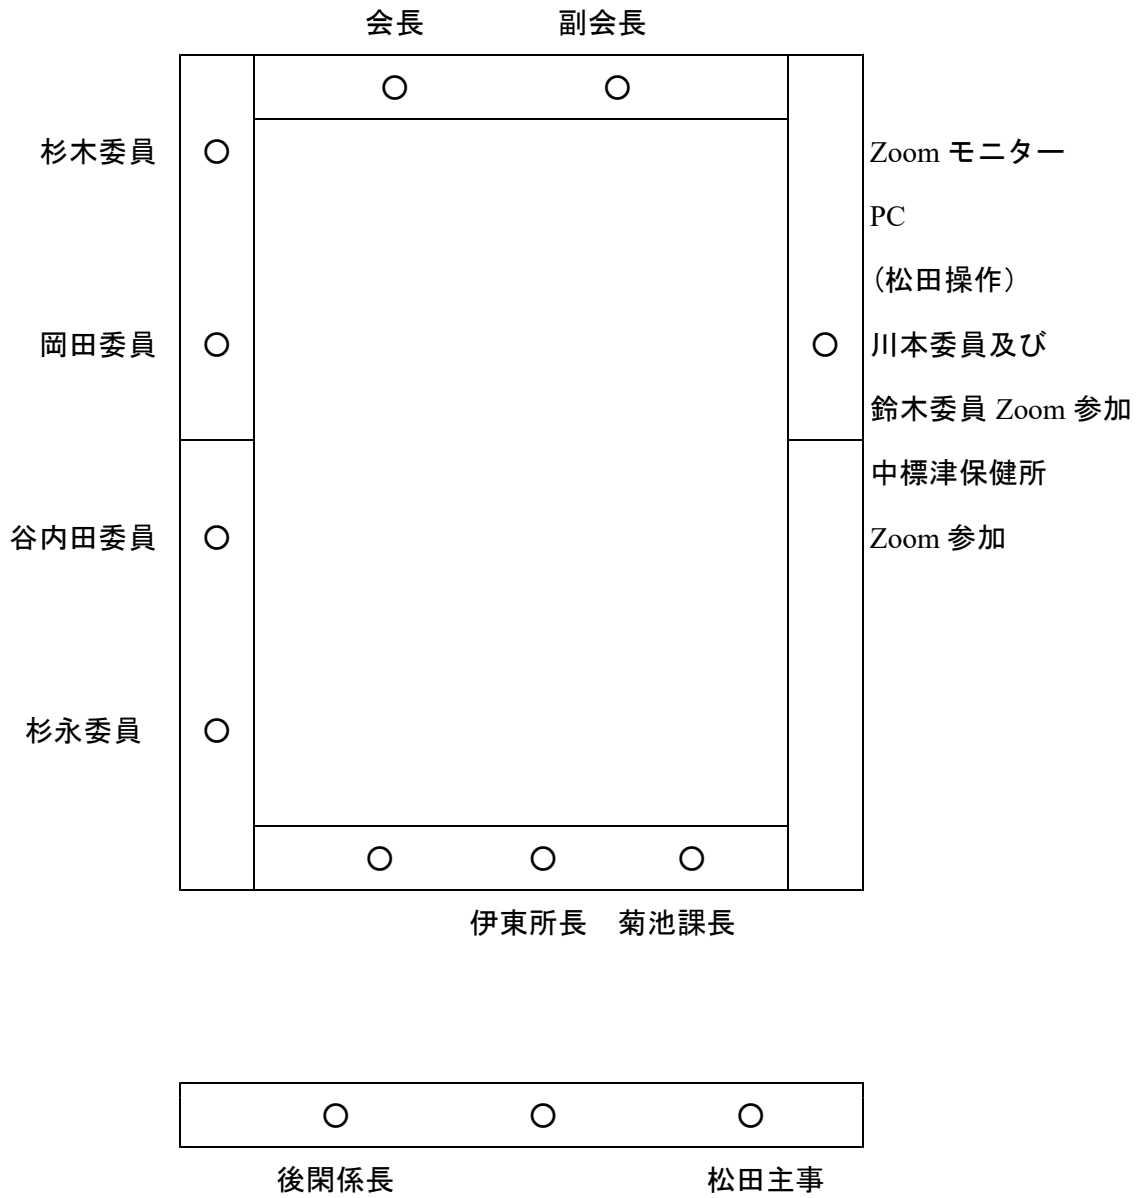 会長　副会長
杉木委員
Zoom モニター
PC
（松田操作）
岡田委員
川本委員及び
鈴木委員 Zoom 参加
中標津保健所
谷内田委員
Zoom 参加
杉永委員
伊東所長　菊池課長
後閑係長　松田主事